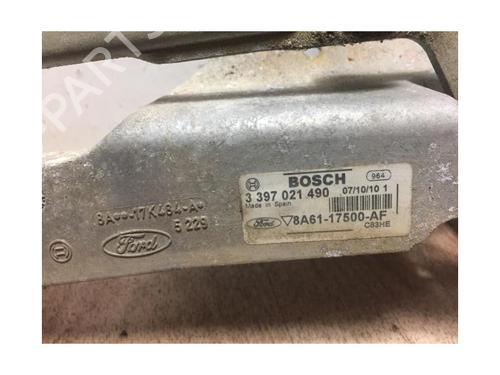 BOSCH
964
3 397 021 490
07/10/10 1
Made in Spain
Ford
8A61-17500-AF
C83HE
17K484-A
5 229
Ford